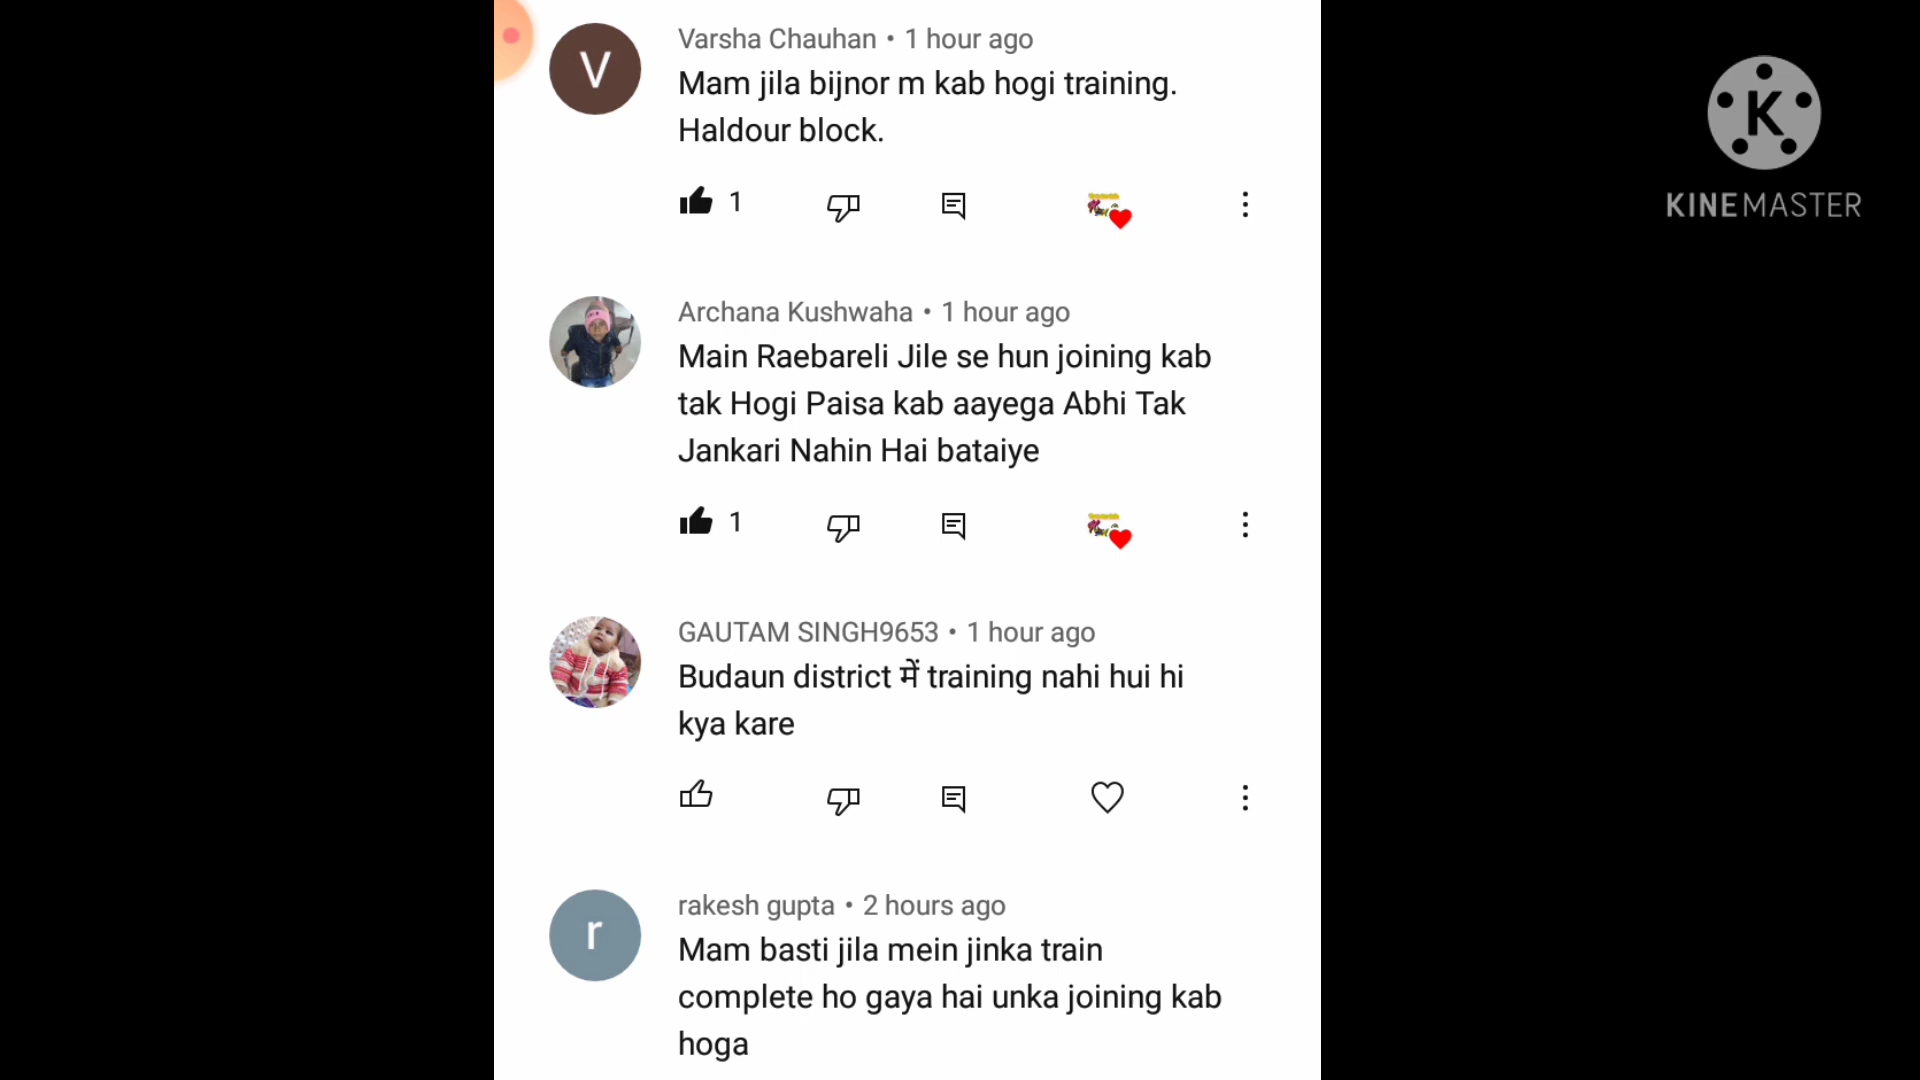 Varsha Chauhan • 1 hour ago
V
Mam jila bijnor m kab hogi training.
Haldour block.
1
K
KINEMASTER
Archana Kushwaha • 1 hour ago
Main Raebareli Jile se hun joining kab
tak Hogi Paisa kab aayega Abhi Tak
Jankari Nahin Hai bataiye
1
GAUTAM SINGH9653 • 1 hour ago
Budaun district में training nahi hui hi
kya kare
rakesh gupta • 2 hours ago
r
Mam basti jila mein jinka train
complete ho gaya hai unka joining kab
hoga